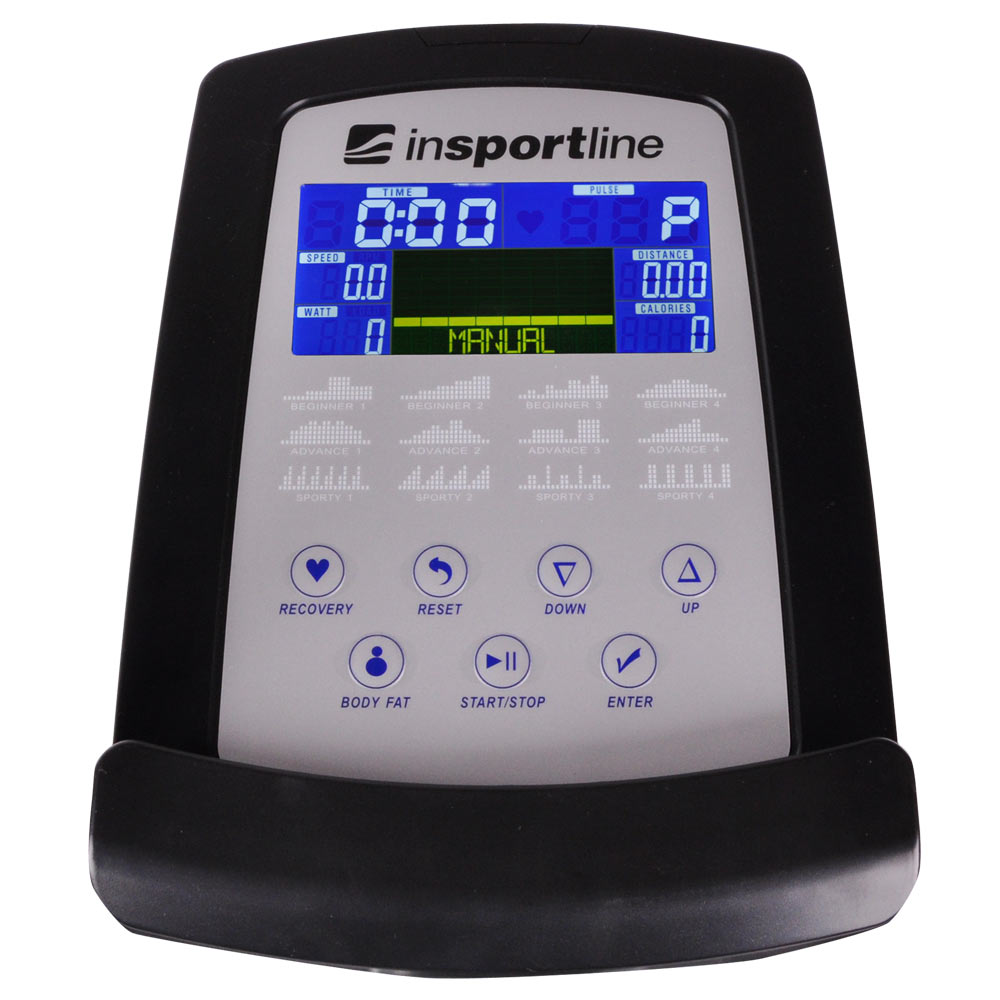 insportline
TIME PULSE
0:00 P
SPEED DISTANCE
0.0 0.00
WATT CALORIES
0 MANUAL 0
BEGINNER 1 BEGINNER 2 BEGINNER 3 BEGINNER 4
ADVANCE 1 ADVANCE 2 ADVANCE 3 ADVANCE 4
SPORTY 1 SPORTY 2 SPORTY 3 SPORTY 4
RECOVERY RESET DOWN UP
BODY FAT START/STOP ENTER